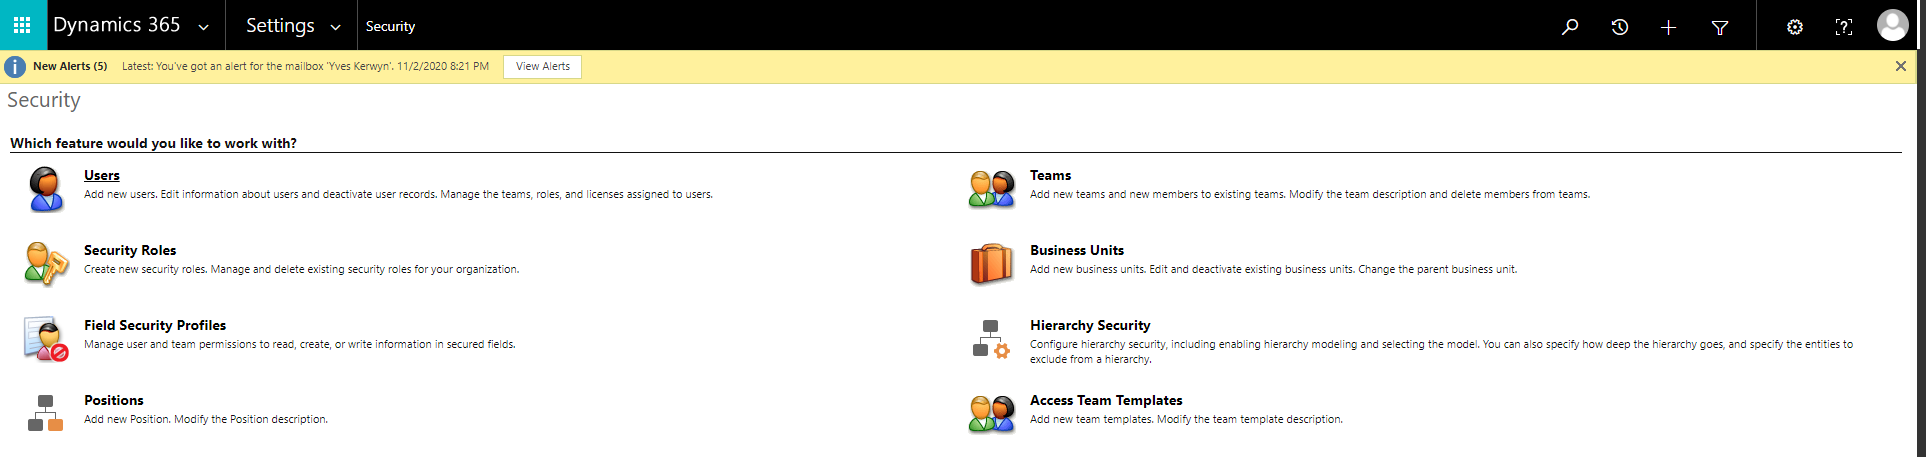 Dynamics 365 Settings Security
New Alerts (5) Latest: You've got an alert for the mailbox 'Yves Kerwyn'. 11/2/2020 8:21 PM View Alerts
Security
Which feature would you like to work with?
Users
Add new users. Edit information about users and deactivate user records. Manage the teams, roles, and licenses assigned to users.
Teams
Add new teams and new members to existing teams. Modify the team description and delete members from teams.
Security Roles
Create new security roles. Manage and delete existing security roles for your organization.
Business Units
Add new business units. Edit and deactivate existing business units. Change the parent business unit.
Field Security Profiles
Manage user and team permissions to read, create, or write information in secured fields.
Hierarchy Security
Configure hierarchy security, including enabling hierarchy modeling and selecting the model. You can also specify how deep the hierarchy goes, and specify the entities to
exclude from a hierarchy.
Positions
Add new Position. Modify the Position description.
Access Team Templates
Add new team templates. Modify the team template description.